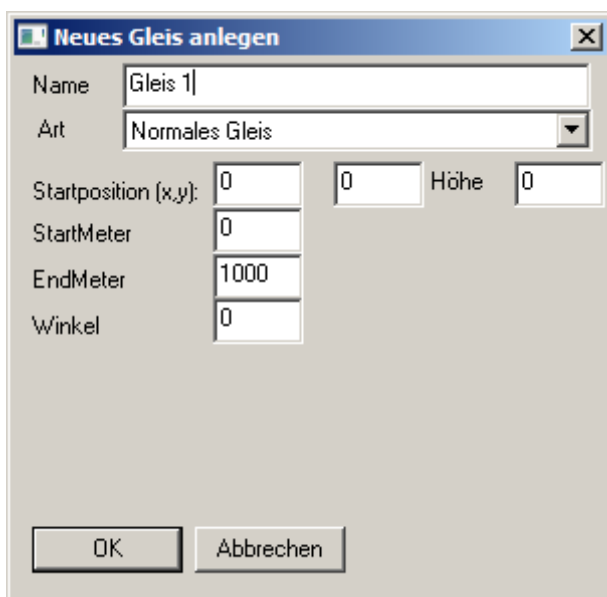 Neues Gleis anlegen
Name Gleis 1
Art Normales Gleis
Startposition (x,y): 0 0 Höhe 0
StartMeter 0
EndMeter 1000
Winkel 0
OK Abbrechen